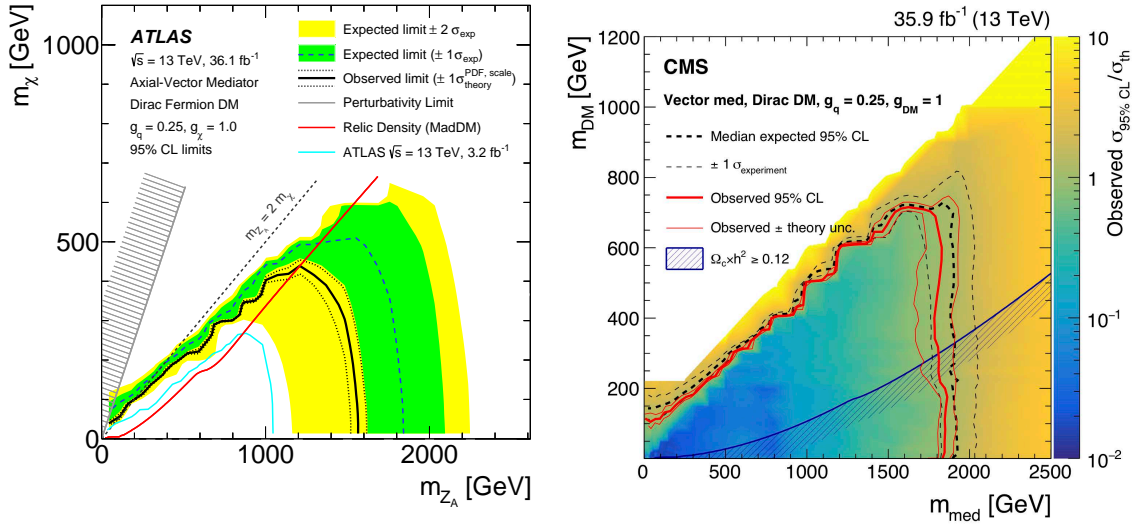 m_χ [GeV]
1000
500
0
0
1000
2000
m_{Z_A} [GeV]
ATLAS
√s = 13 TeV, 36.1 fb⁻¹
Axial-Vector Mediator
Dirac Fermion DM
g_q = 0.25, g_χ = 1.0
95% CL limits
Expected limit ± 2 σ_exp
Expected limit (± 1σ_exp)
Observed limit (± 1σ_theory^PDF, scale)
Perturbativity Limit
Relic Density (MadDM)
ATLAS √s = 13 TeV, 3.2 fb⁻¹
m_{Z_A} = 2 m_χ
35.9 fb⁻¹ (13 TeV)
m_DM [GeV]
1200
1000
800
600
400
200
0
0
500
1000
1500
2000
2500
m_med [GeV]
CMS
Vector med, Dirac DM, g_q = 0.25, g_DM = 1
Median expected 95% CL
± 1 σ_experiment
Observed 95% CL
Observed ± theory unc.
Ω_c × h² ≥ 0.12
10
1
10⁻¹
10⁻²
Observed σ_95% CL/σ_th